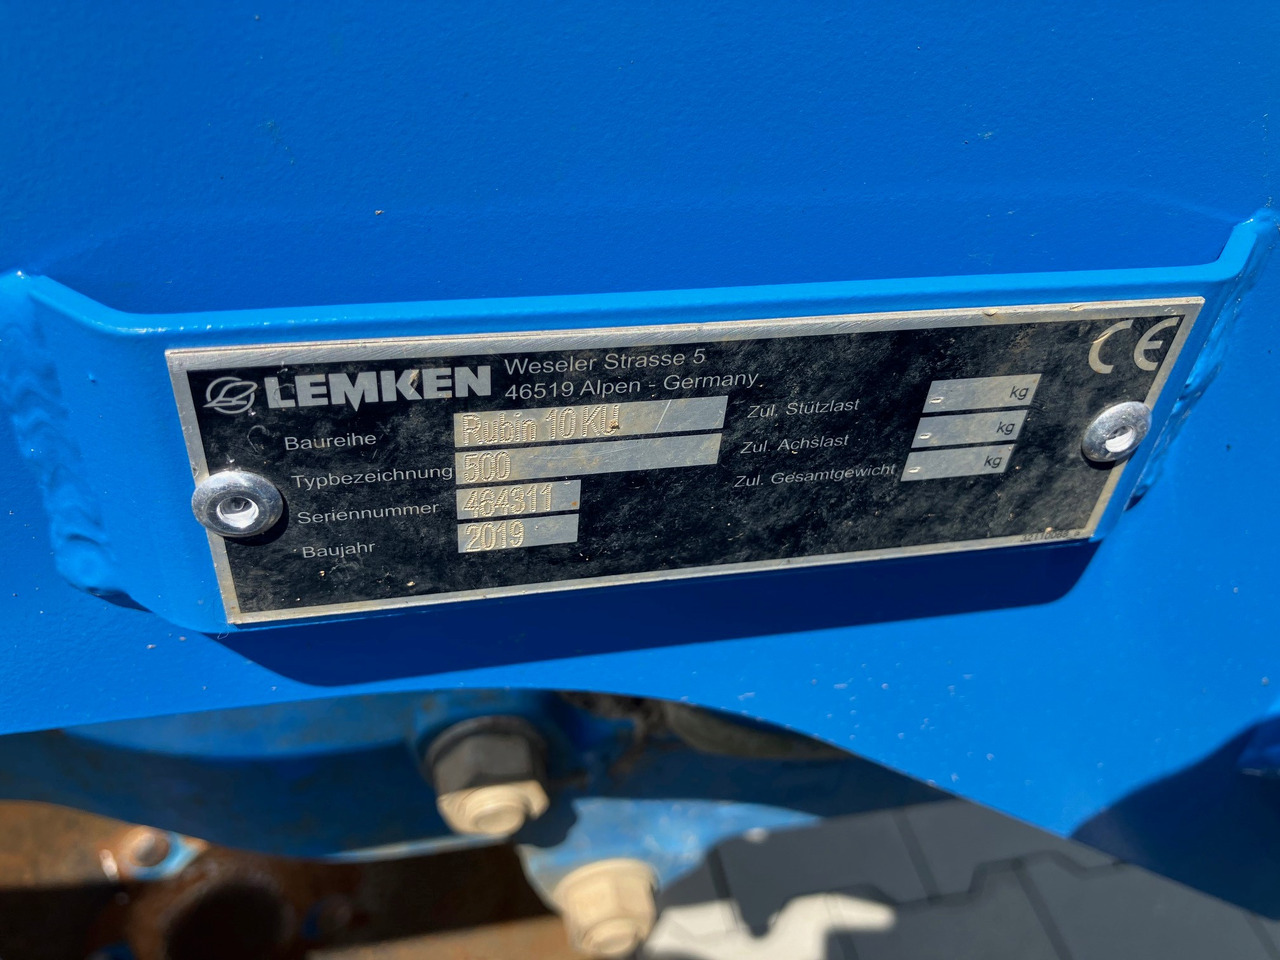 LEMKEN Weseler Strasse 5
46519 Alpen - Germany
CE
Baureihe Rubin 10 KU
Typbezeichnung 500
Seriennummer 464311
Baujahr 2019
Zul. Stützlast - kg
Zul. Achslast - kg
Zul. Gesamtgewicht - kg